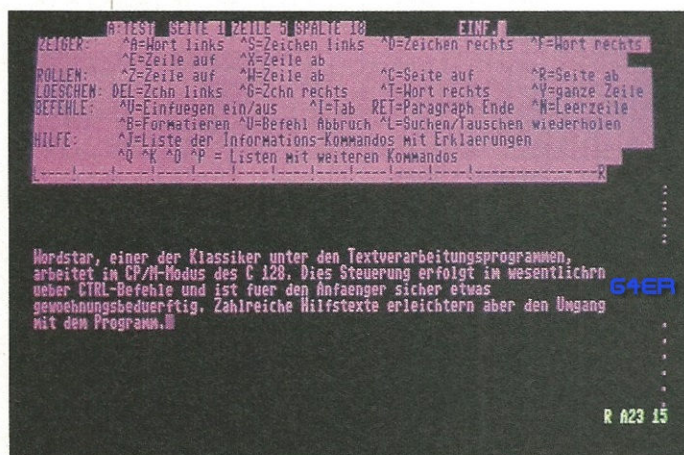 A:TEST SEITE 1 ZEILE 5 SPALTE 18 EINF.
ZEIGER: ^A=Wort links ^S=Zeichen links ^D=Zeichen rechts ^F=Wort rechts
^E=Zeile auf ^X=Zeile ab
ROLLEN: ^Z=Zeile auf ^W=Zeile ab ^C=Seite auf ^R=Seite ab
LOESCHEN: DEL=Zchn links ^G=Zchn rechts ^T=Wort rechts ^Y=ganze Zeile
BEFEHLE: ^V=Einfuegen ein/aus ^I=Tab RET=Paragraph Ende ^N=Leerzeile
^B=Formatieren ^U=Befehl Abbruch ^L=Suchen/Tauschen wiederholen
HILFE: ^J=Liste der Informations-Kommandos mit Erklaerungen
^Q ^K ^O ^P = Listen mit weiteren Kommandos
L----!----!----!----!----!----!----!----!----!----!--------------R
Wordstar, einer der Klassiker unter den Textverarbeitungsprogrammen,
arbeitet im CP/M-Modus des C 128. Dies Steuerung erfolgt im wesentlichrn
ueber CTRL-Befehle und ist fuer den Anfaenger sicher etwas
gewoehnungsbeduerftig. Zahlreiche Hilfstexte erleichtern aber den Umgang
mit dem Programm.
64ER
R A23 15